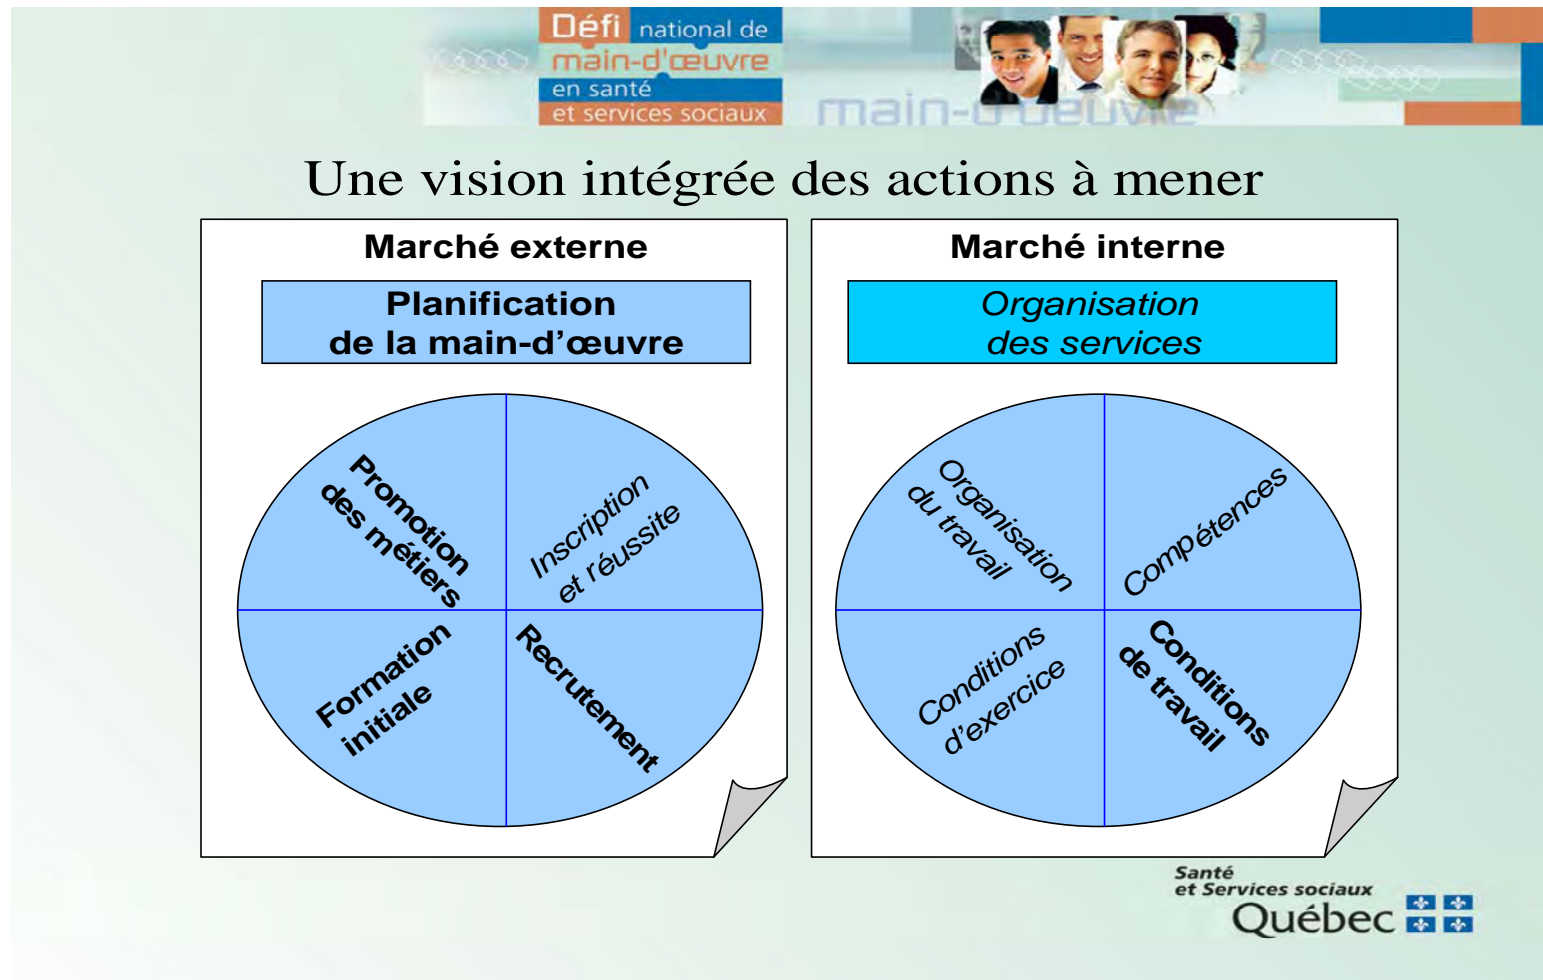 Défi national de
main-d'œuvre
en santé
et services sociaux
main-d'oeuvre
Une vision intégrée des actions à mener
Marché externe
Planification
de la main-d’œuvre
Promotion
des métiers
Inscription
et réussite
Formation
initiale
Recrutement
Marché interne
Organisation
des services
Organisation
du travail
Compétences
Conditions
d’exercice
Conditions
de travail
Santé
et Services sociaux
Québec